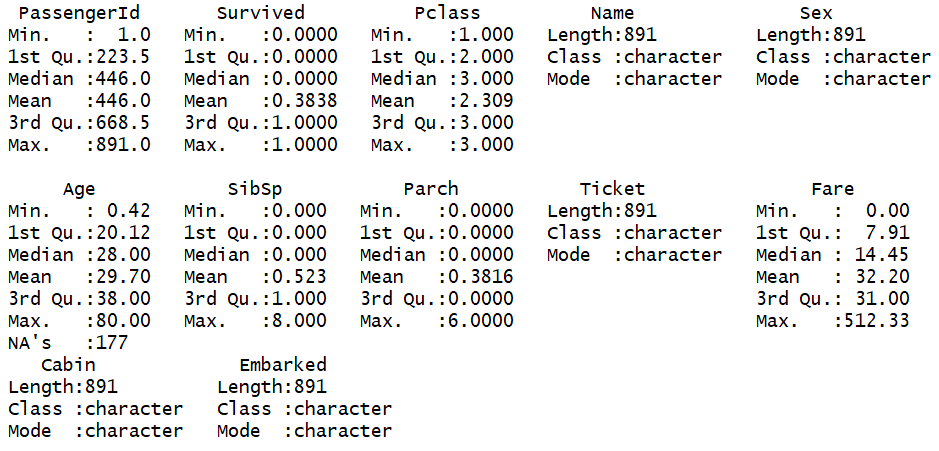 PassengerId       Survived          Pclass          Name                Sex
Min.   :  1.0   Min.   :0.0000   Min.   :1.000   Length:891         Length:891
1st Qu.:223.5   1st Qu.:0.0000   1st Qu.:2.000   Class :character   Class :character
Median :446.0   Median :0.0000   Median :3.000   Mode  :character   Mode  :character
Mean   :446.0   Mean   :0.3838   Mean   :2.309
3rd Qu.:668.5   3rd Qu.:1.0000   3rd Qu.:3.000
Max.   :891.0   Max.   :1.0000   Max.   :3.000

     Age            SibSp           Parch           Ticket               Fare
Min.   : 0.42   Min.   :0.000   Min.   :0.0000   Length:891         Min.   :  0.00
1st Qu.:20.12   1st Qu.:0.000   1st Qu.:0.0000   Class :character   1st Qu.:  7.91
Median :28.00   Median :0.000   Median :0.0000   Mode  :character   Median : 14.45
Mean   :29.70   Mean   :0.523   Mean   :0.3816                      Mean   : 32.20
3rd Qu.:38.00   3rd Qu.:1.000   3rd Qu.:0.0000                      3rd Qu.: 31.00
Max.   :80.00   Max.   :8.000   Max.   :6.0000                      Max.   :512.33
NA's   :177
   Cabin             Embarked
Length:891         Length:891
Class :character   Class :character
Mode  :character   Mode  :character